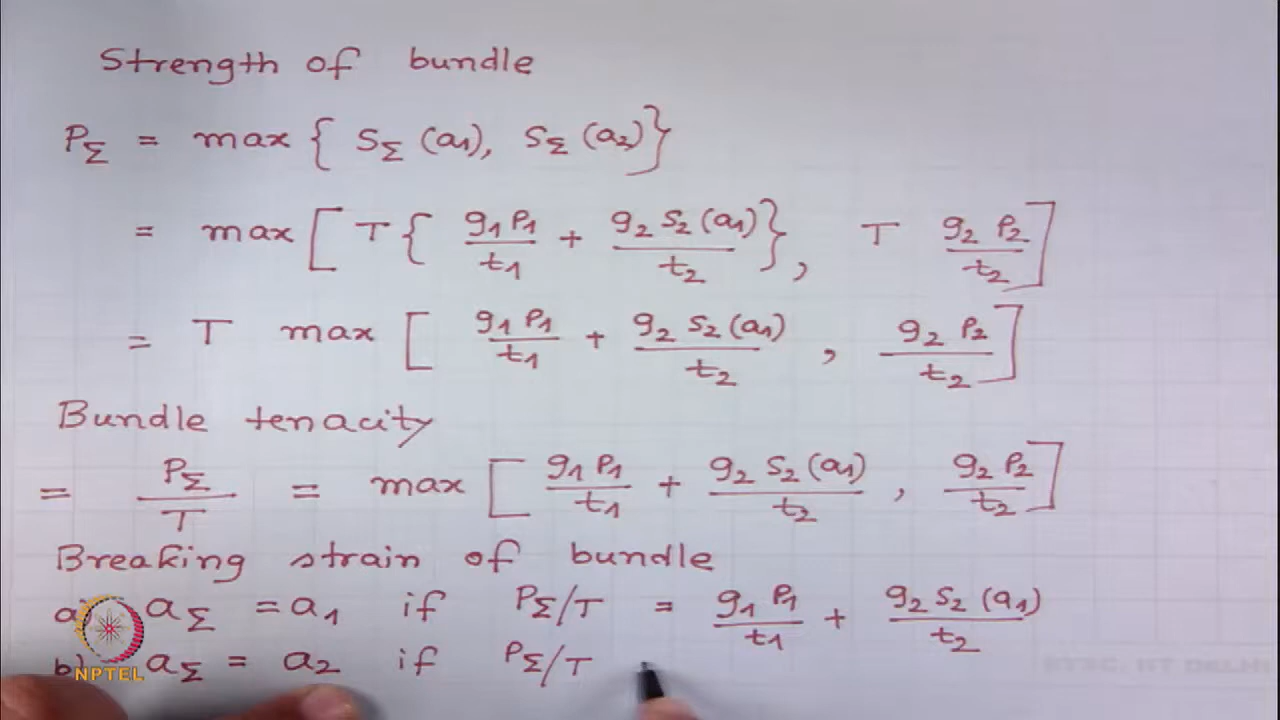 Strength of bundle
P_Σ = max { S_Σ (a_1), S_Σ (a_2) }
= max [ T { g_1 P_1 / t_1 + g_2 S_2 (a_1) / t_2 } , T g_2 P_2 / t_2 ]
= T max [ g_1 P_1 / t_1 + g_2 S_2 (a_1) / t_2 , g_2 P_2 / t_2 ]
Bundle tenacity
= P_Σ / T = max [ g_1 P_1 / t_1 + g_2 S_2 (a_1) / t_2 , g_2 P_2 / t_2 ]
Breaking strain of bundle
a) a_Σ = a_1 if P_Σ/T = g_1 P_1 / t_1 + g_2 S_2 (a_1) / t_2
b) a_Σ = a_2 if P_Σ/T
NPTEL